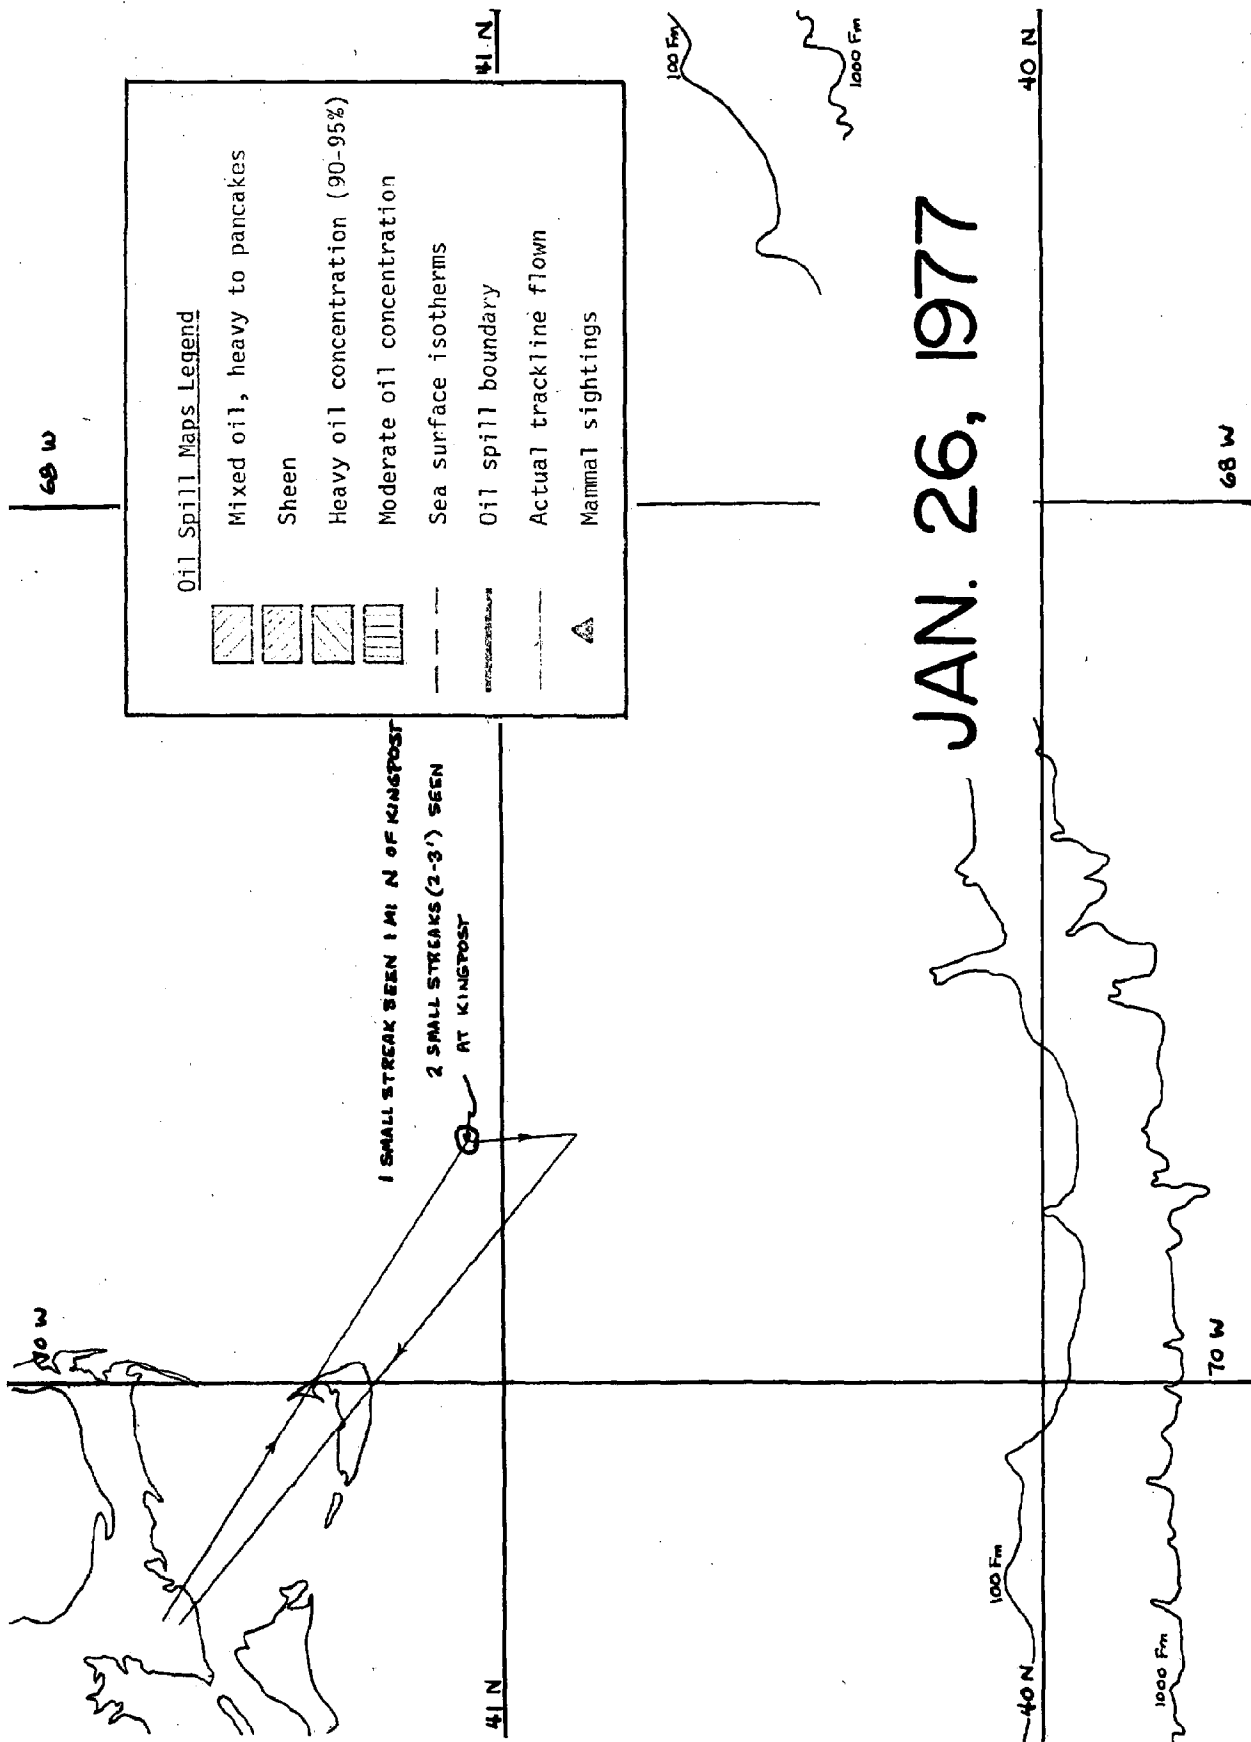 70 W
68 W
1 SMALL STREAK SEEN 1 MI N OF KINGPOST
2 SMALL STREAKS (2-3') SEEN
AT KINGPOST
Oil Spill Maps Legend
Mixed oil, heavy to pancakes
Sheen
Heavy oil concentration (90-95%)
Moderate oil concentration
Sea surface isotherms
Oil spill boundary
Actual trackline flown
Mammal sightings
41 N
41 N
100 Fm
1000 Fm
JAN. 26, 1977
100 Fm
40 N
40 N
1000 Fm
70 W
68 W